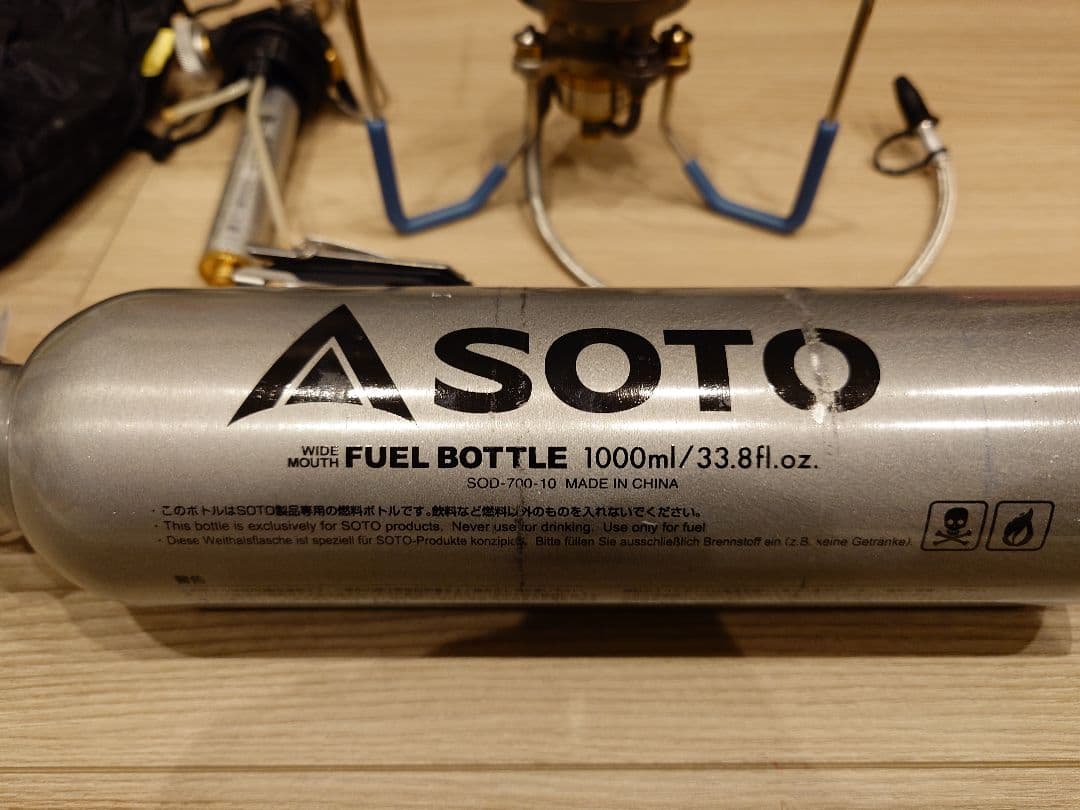 SOTO
WIDE MOUTH FUEL BOTTLE 1000ml/33.8fl.oz.
SOD-700-10 MADE IN CHINA
・このボトルはSOTO製品専用の燃料ボトルです。飲料など燃料以外のものを入れないでください。
・This bottle is exclusively for SOTO products. Never use for drinking. Use only for fuel
・Diese Weithalsflasche ist speziell für SOTO-Produkte konzipiert. Bitte füllen Sie ausschließlich Brennstoff ein (z.B. keine Getränke).
警告